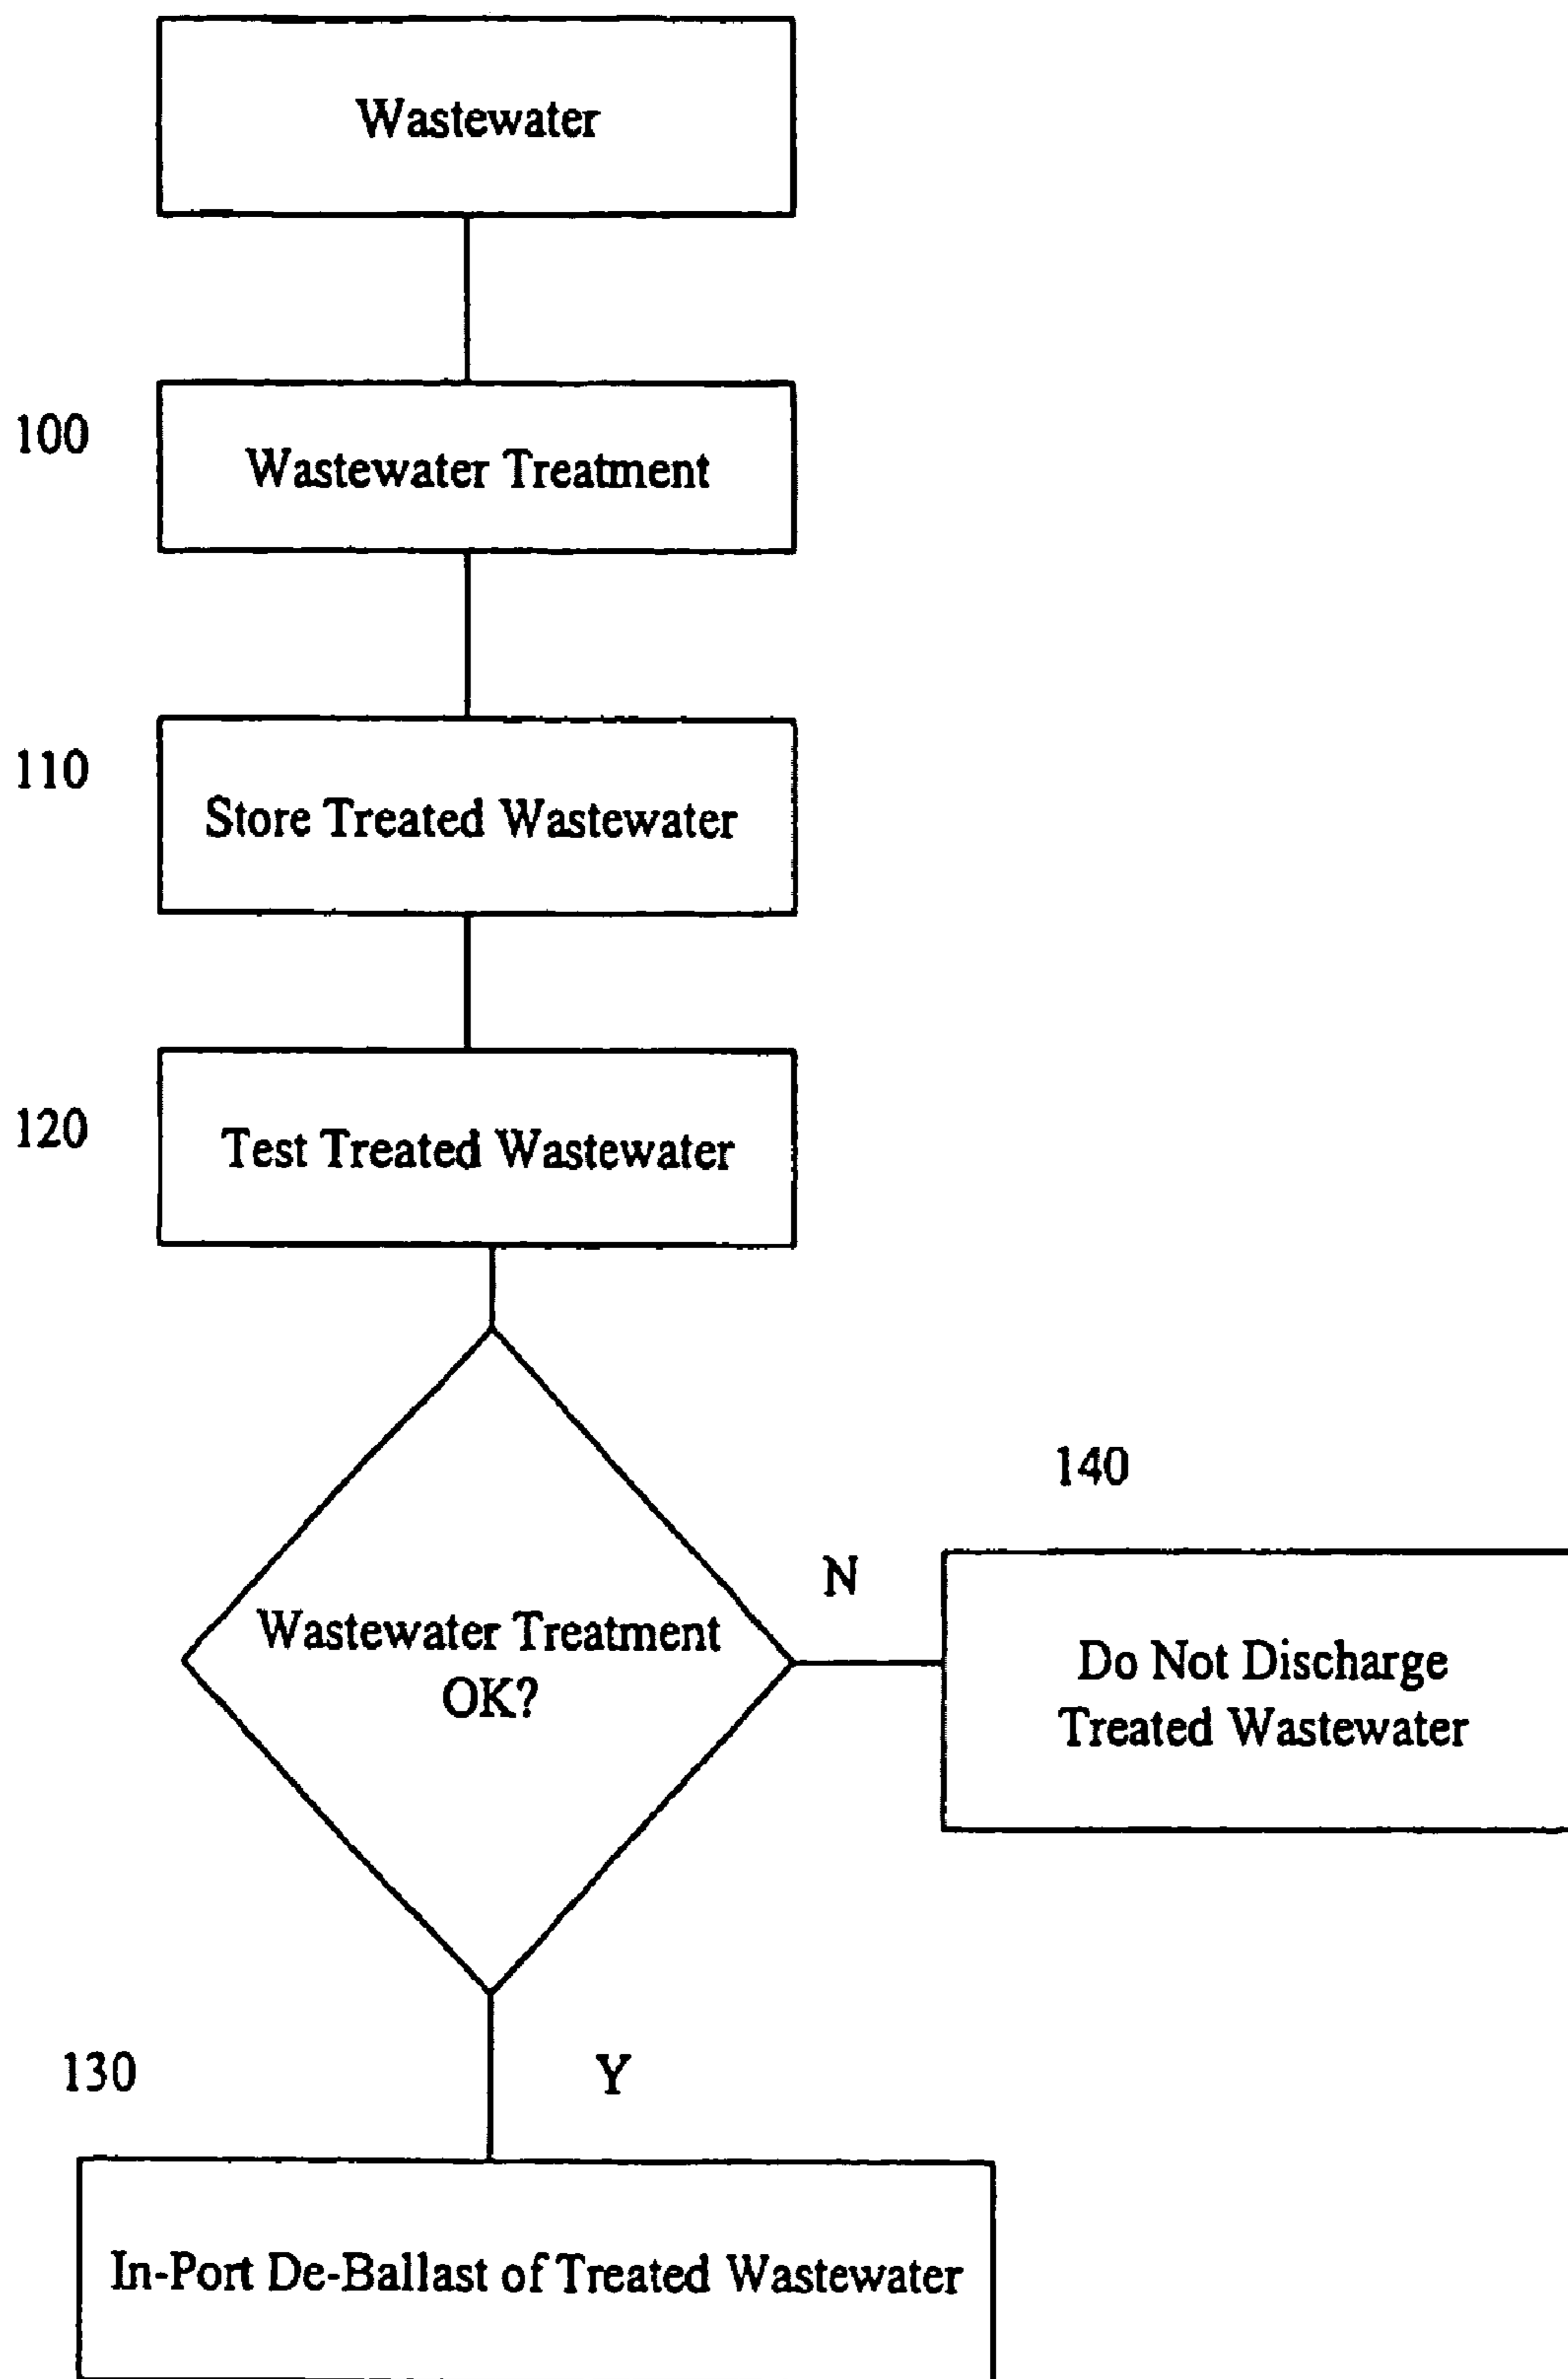 Wastewater
100
Wastewater Treatment
110
Store Treated Wastewater
120
Test Treated Wastewater
140
N
Wastewater Treatment
OK?
Do Not Discharge
Treated Wastewater
130
Y
In-Port De-Ballast of Treated Wastewater